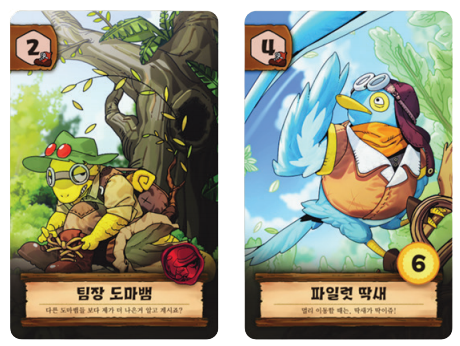 2
팀장 도마뱀
다른 도마뱀들 보다 제가 더 나은거 알고 계시죠?
4
6
파일럿 딱새
멀리 이동할 때는, 딱새가 딱이쥬!